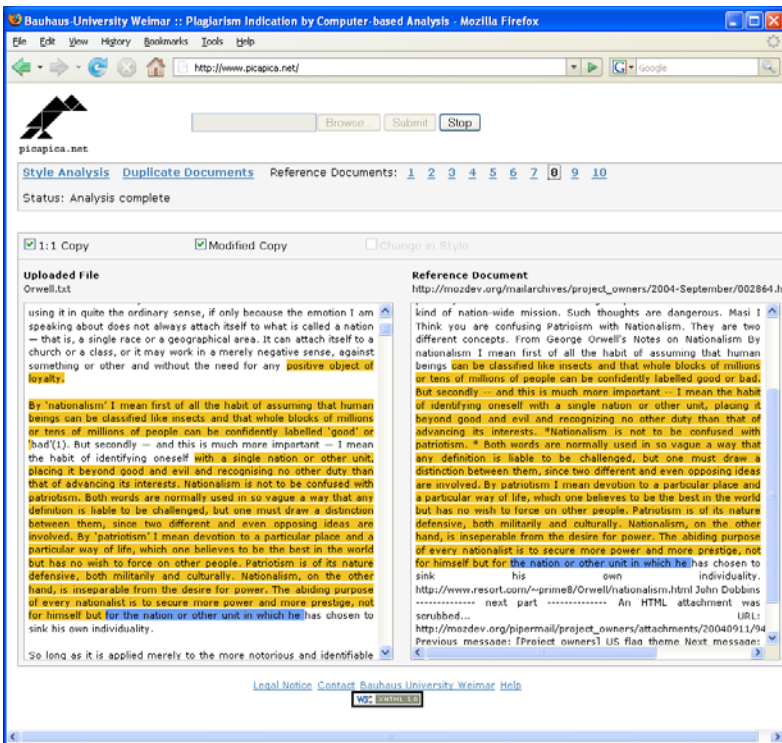 Bauhaus-University Weimar :: Plagiarism Indication by Computer-based Analysis - Mozilla Firefox
File Edit View History Bookmarks Tools Help
http://www.picapica.net/ G Google
Browse... Submit Stop
picapica.net
Style Analysis Duplicate Documents Reference Documents: 1 2 3 4 5 6 7 8 9 10
Status: Analysis complete
1:1 Copy Modified Copy Change in Style
Uploaded File
Orwell.txt
using it in quite the ordinary sense, if only because the emotion I am
speaking about does not always attach itself to what is called a nation
— that is, a single race or a geographical area. It can attach itself to a
church or a class, or it may work in a merely negative sense, against
something or other and without the need for any positive object of
loyalty.
By 'nationalism' I mean first of all the habit of assuming that human
beings can be classified like insects and that whole blocks of millions
or tens of millions of people can be confidently labelled 'good' or
'bad'(1). But secondly — and this is much more important — I mean
the habit of identifying oneself with a single nation or other unit,
placing it beyond good and evil and recognising no other duty than
that of advancing its interests. Nationalism is not to be confused with
patriotism. Both words are normally used in so vague a way that any
definition is liable to be challenged, but one must draw a distinction
between them, since two different and even opposing ideas are
involved. By 'patriotism' I mean devotion to a particular place and a
particular way of life, which one believes to be the best in the world
but has no wish to force on other people. Patriotism is of its nature
defensive, both militarily and culturally. Nationalism, on the other
hand, is inseparable from the desire for power. The abiding purpose
of every nationalist is to secure more power and more prestige, not
for himself but for the nation or other unit in which he has chosen to
sink his own individuality.
So long as it is applied merely to the more notorious and identifiable
Reference Document
http://mozdev.org/mailarchives/project_owners/2004-September/002864.h
kind of nation-wide mission. Such thoughts are dangerous. Masi I
Think you are confusing Patrioism with Nationalism. They are two
different concepts. From George Orwell's Notes on Nationalism By
nationalism I mean first of all the habit of assuming that human
beings can be classified like insects and that whole blocks of millions
or tens of millions of people can be confidently labelled good or bad.
But secondly -- and this is much more important -- I mean the habit
of identifying oneself with a single nation or other unit, placing it
beyond good and evil and recognizing no other duty than that of
advancing its interests. *Nationalism is not to be confused with
patriotism. * Both words are normally used in so vague a way that
any definition is liable to be challenged, but one must draw a
distinction between them, since two different and even opposing ideas
are involved. By patriotism I mean devotion to a particular place and
a particular way of life, which one believes to be the best in the world
but has no wish to force on other people. Patriotism is of its nature
defensive, both militarily and culturally. Nationalism, on the other
hand, is inseperable from the desire for power. The abiding purpose
of every nationalist is to secure more power and more prestige, not
for himself but for the nation or other unit in which he has chosen to
sink his own individuality.
http://www.resort.com/~prime8/Orwell/nationalism.html John Dobbins
-------------- next part -------------- An HTML attachment was
scrubbed... URL:
http://mozdev.org/pipermail/project_owners/attachments/20040911/94
Previous message: [Project owners] US flag theme Next message:
Legal Notice Contact Bauhaus University Weimar Help
W3C XHTML 1.0